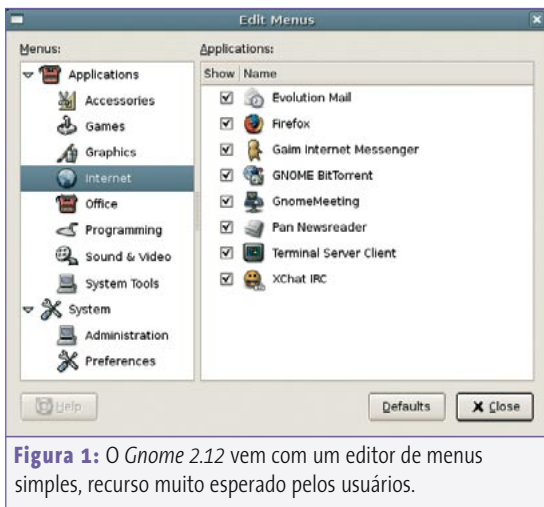 Edit Menus
Menus:
Applications
Accessories
Games
Graphics
Internet
Office
Programming
Sound & Video
System Tools
System
Administration
Preferences
Applications:
Show Name
Evolution Mail
Firefox
Gaim Internet Messenger
GNOME BitTorrent
GnomeMeeting
Pan Newsreader
Terminal Server Client
XChat IRC
Help
Defaults
Close
Figura 1: O Gnome 2.12 vem com um editor de menus
simples, recurso muito esperado pelos usuários.